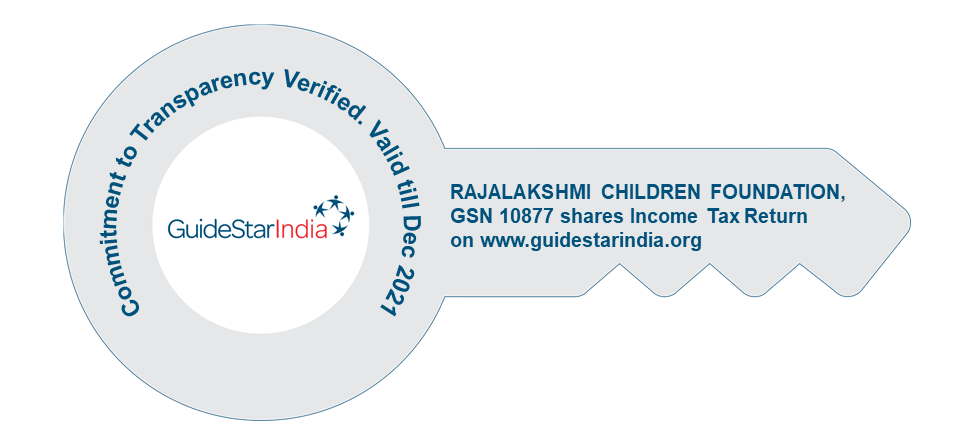 Commitment to Transparency Verified. Valid till Dec 2021
GuideStarIndia
RAJALAKSHMI CHILDREN FOUNDATION,
GSN 10877 shares Income Tax Return
on www.guidestarindia.org